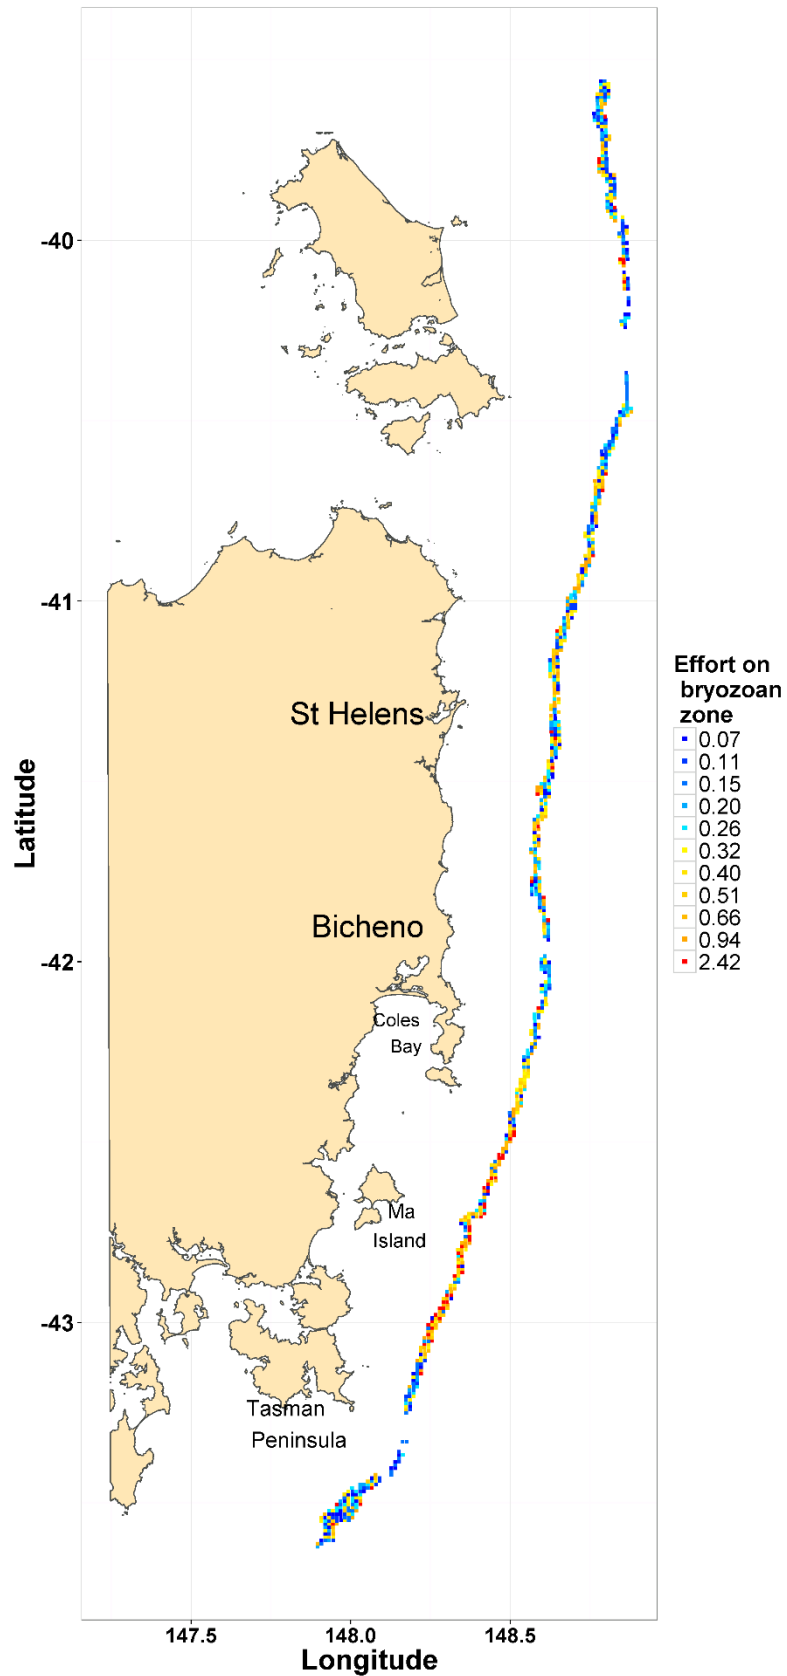 -40
-41
St Helens
Effort on
bryozoan
zone
0.07
0.11
0.15
0.20
0.26
0.32
0.40
0.51
0.66
0.94
2.42
Latitude
Bicheno
-42
Coles
Bay
Ma
Island
-43
Tasman
Peninsula
147.5
148.0
148.5
Longitude